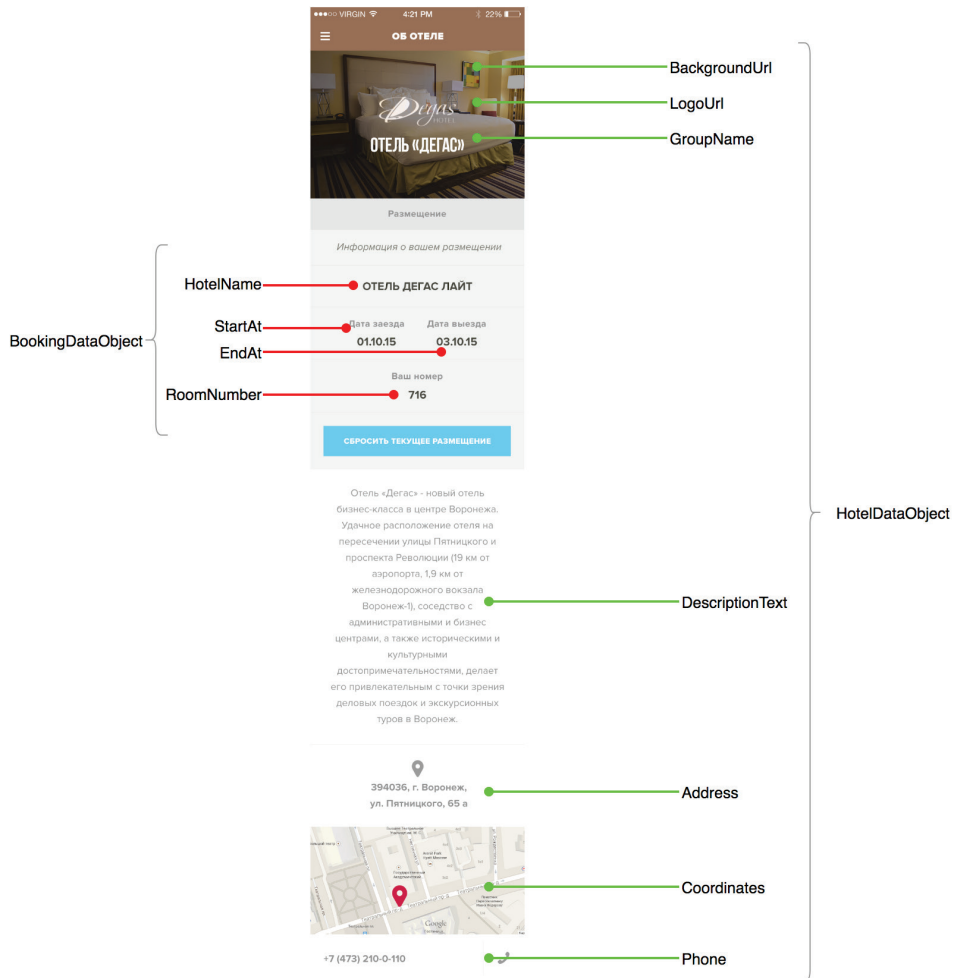 VIRGIN 4:21 PM 22%
ОБ ОТЕЛЕ
BackgroundUrl
Degas
HOTEL
LogoUrl
ОТЕЛЬ «ДЕГАС»
GroupName
Размещение
Информация о вашем размещении
HotelName
ОТЕЛЬ ДЕГАС ЛАЙТ
StartAt
Дата заезда Дата выезда
BookingDataObject
01.10.15 03.10.15
EndAt
Ваш номер
RoomNumber
716
СБРОСИТЬ ТЕКУЩЕЕ РАЗМЕЩЕНИЕ
Отель «Дегас» - новый отель
бизнес-класса в центре Воронежа.
Удачное расположение отеля на
HotelDataObject
пересечении улицы Пятницкого и
проспекта Революции (19 км от
аэропорта, 1,9 км от
железнодорожного вокзала
Воронеж-1), соседство с
DescriptionText
административными и бизнес
центрами, а также историческими и
культурными
достопримечательностями, делает
его привлекательным с точки зрения
деловых поездок и экскурсионных
туров в Воронеж.
394036, г. Воронеж,
ул. Пятницкого, 65 а
Address
Coordinates
Google
+7 (473) 210-0-110
Phone